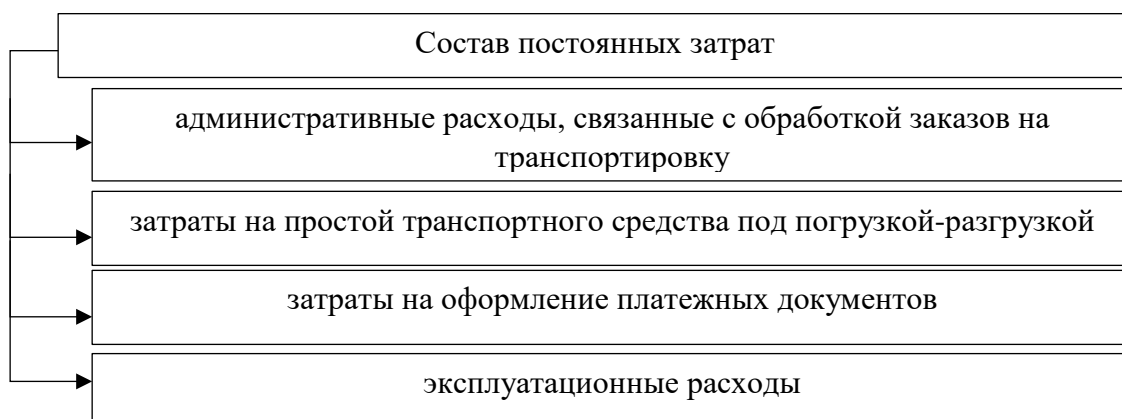 Состав постоянных затрат
административные расходы, связанные с обработкой заказов на
транспортировку
затраты на простой транспортного средства под погрузкой-разгрузкой
затраты на оформление платежных документов
эксплуатационные расходы